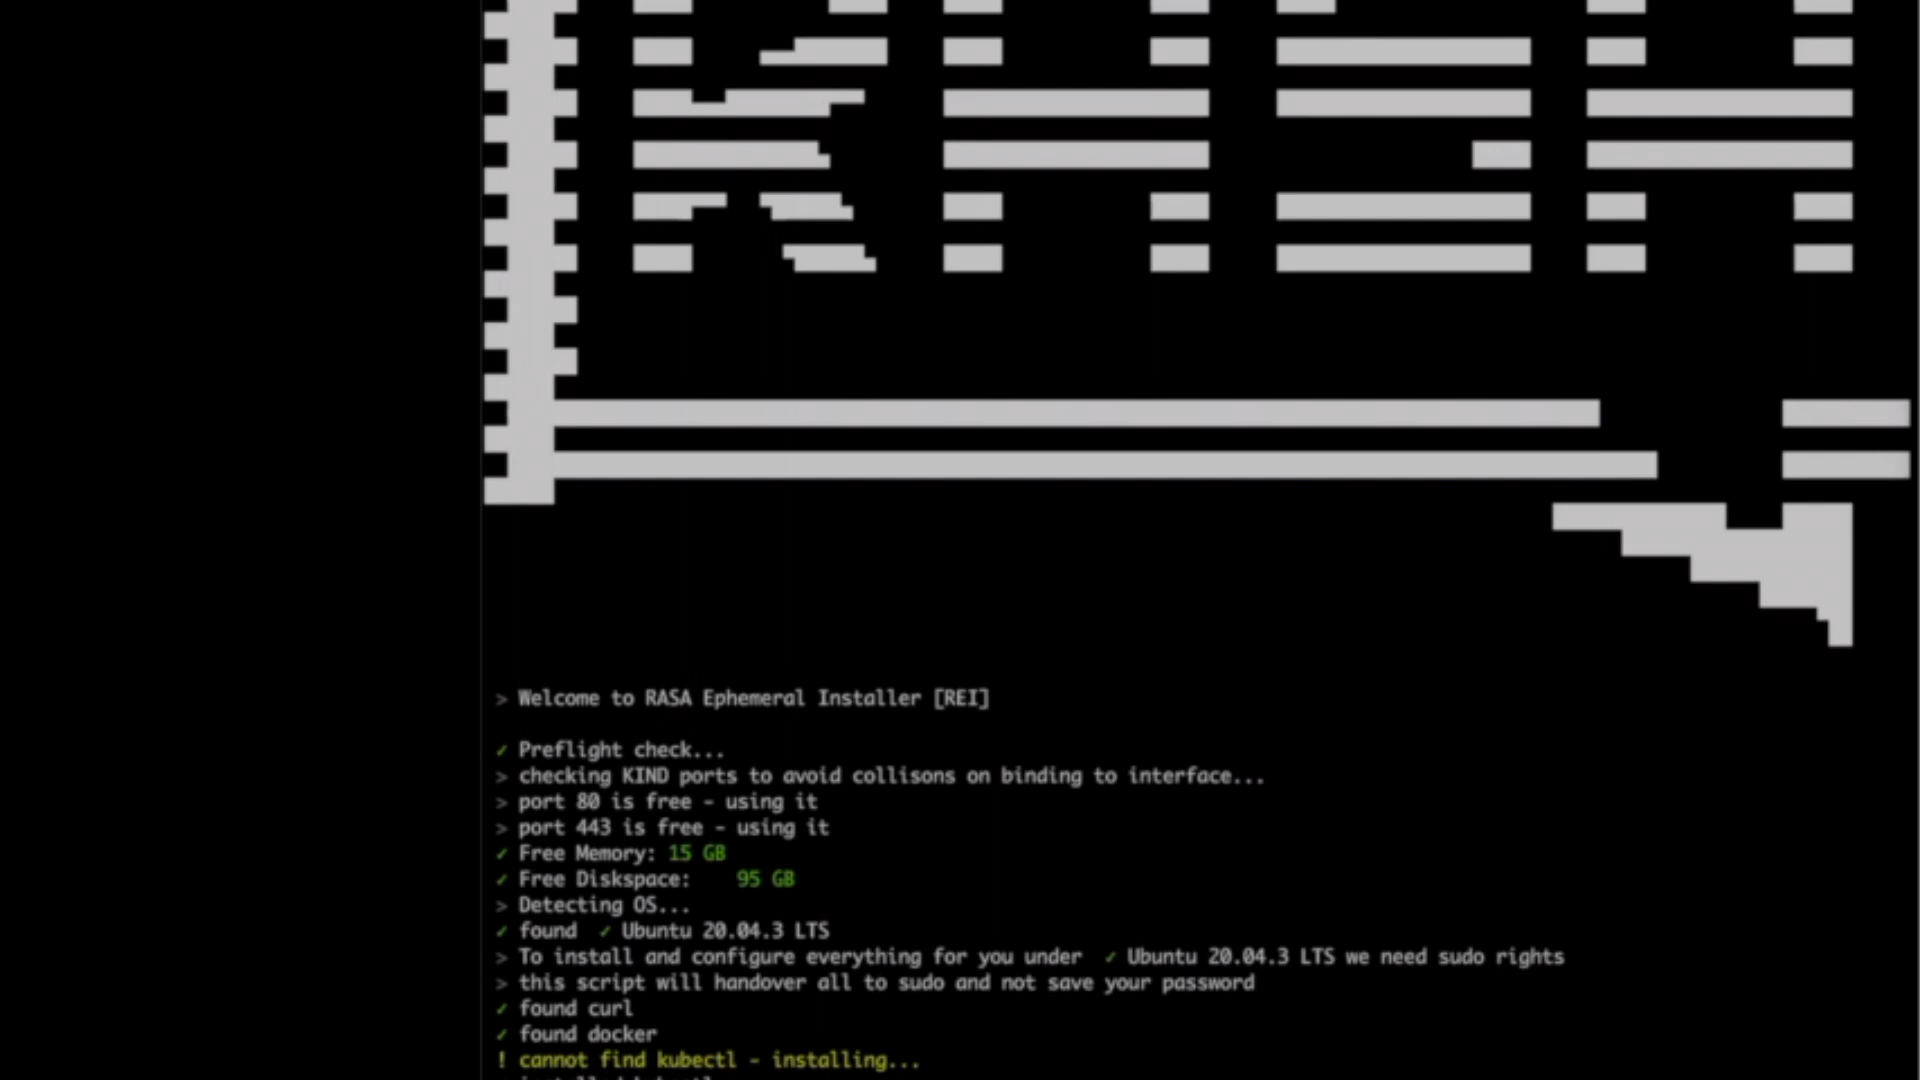 > Welcome to RASA Ephemeral Installer [REI]
✓ Preflight check...
> checking KIND ports to avoid collisons on binding to interface...
> port 80 is free - using it
> port 443 is free - using it
✓ Free Memory: 15 GB
✓ Free Diskspace: 95 GB
> Detecting OS...
✓ found ✓ Ubuntu 20.04.3 LTS
> To install and configure everything for you under ✓ Ubuntu 20.04.3 LTS we need sudo rights
> this script will handover all to sudo and not save your password
✓ found curl
✓ found docker
! cannot find kubectl - installing...